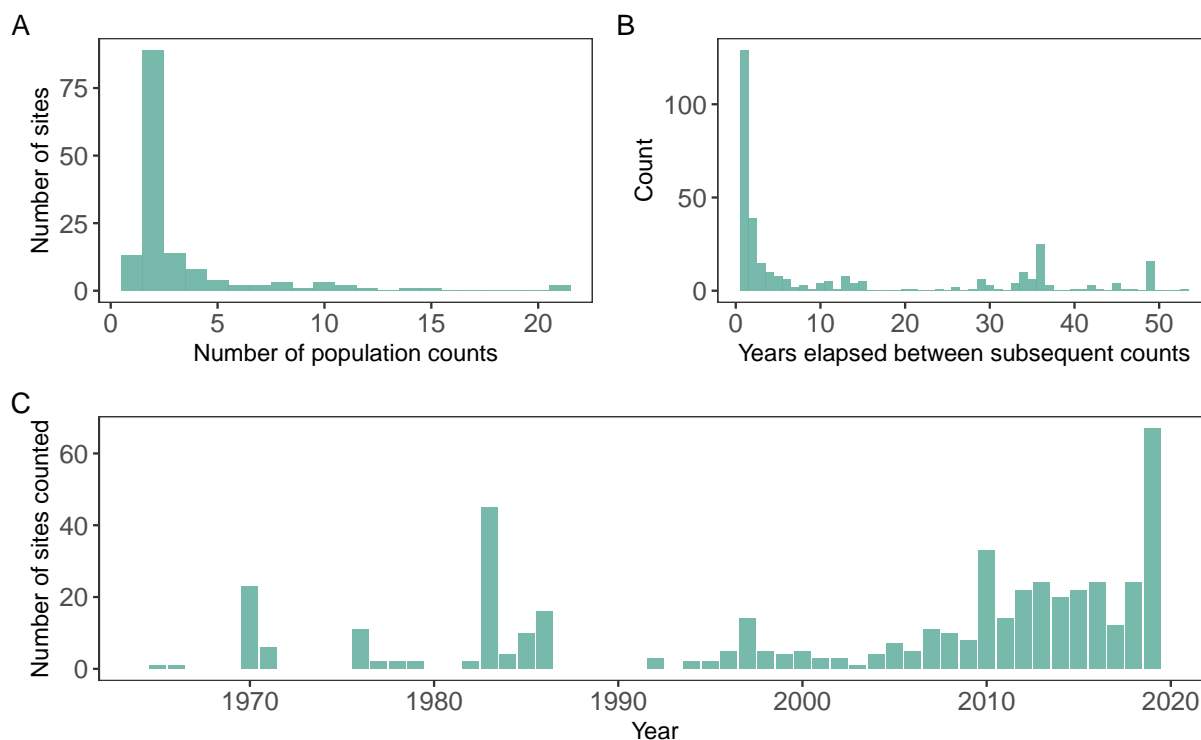 A
Number of sites
75
50
25
0
0 5 10 15 20
Number of population counts
B
Count
100
50
0
0 10 20 30 40 50
Years elapsed between subsequent counts
C
Number of sites counted
60
40
20
0
1970 1980 1990 2000 2010 2020
Year